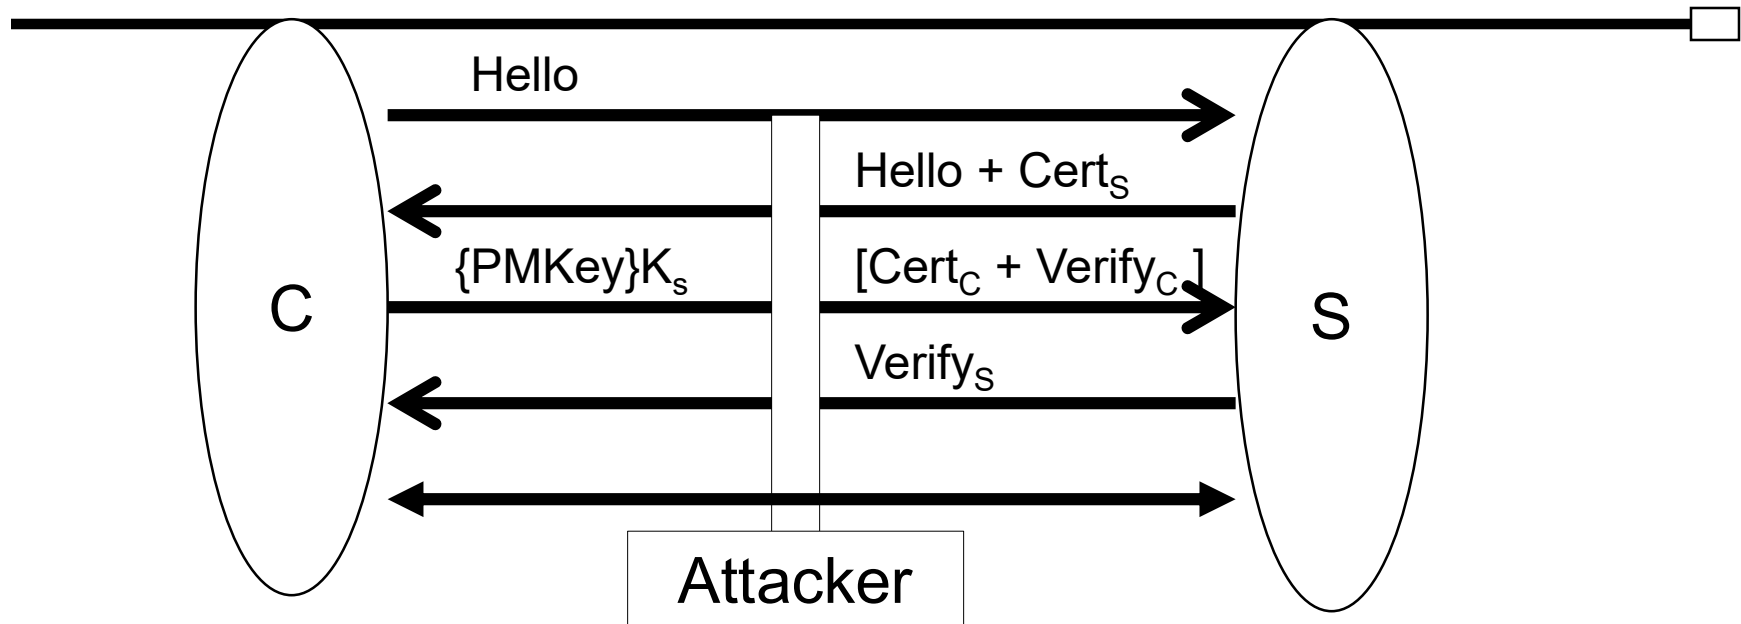 Hello
Hello + Cert_S
{PMKey}K_s [Cert_C + Verify_C ]
C S
Verify_S
Attacker